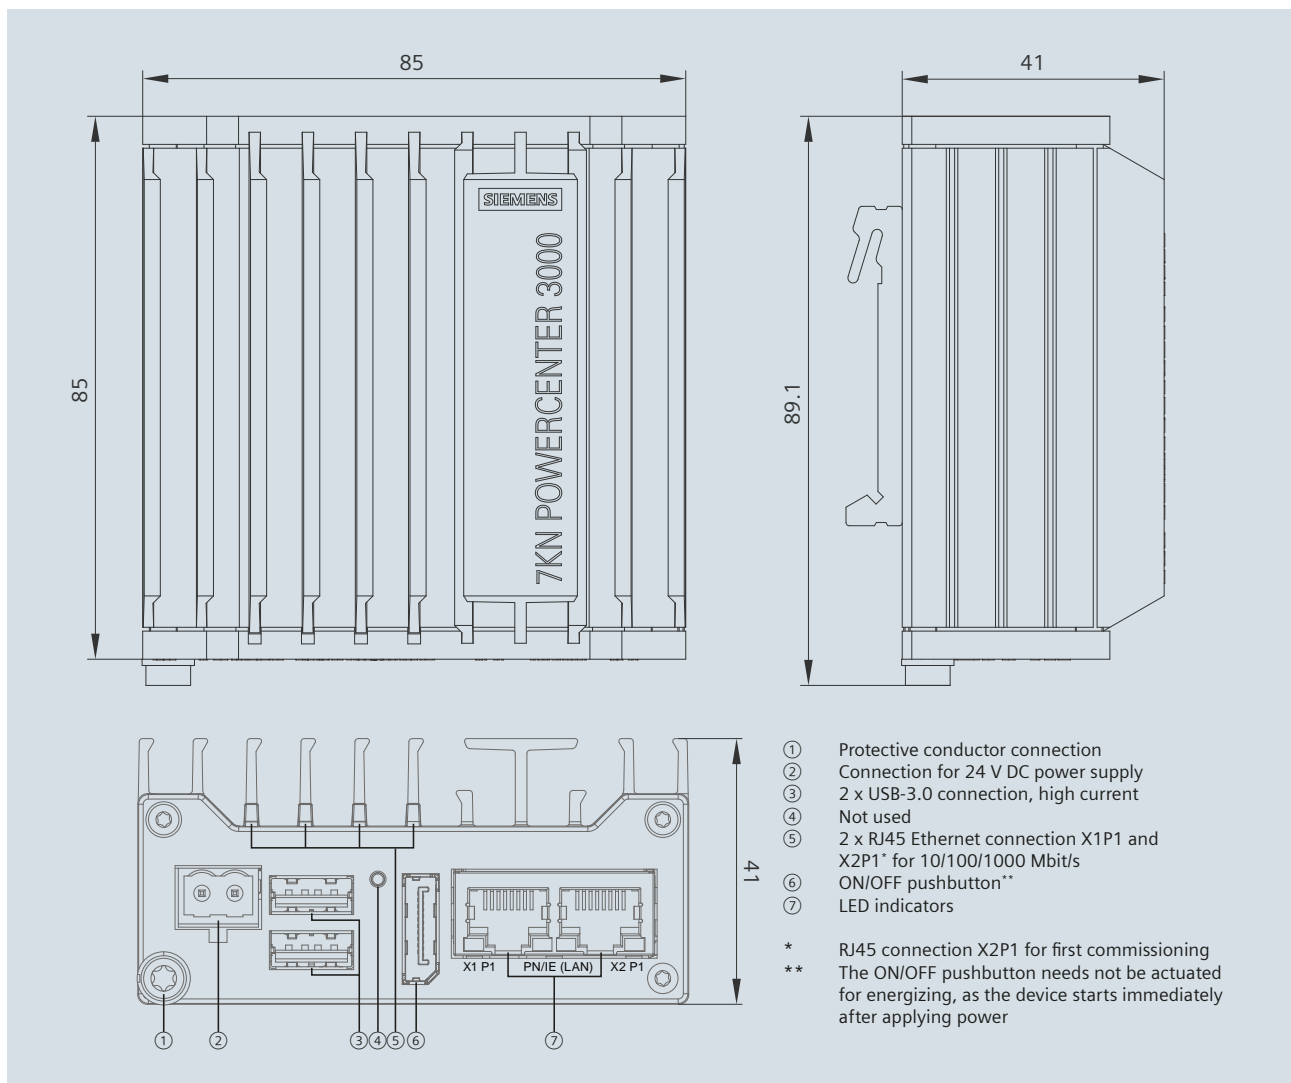 85
41
85
89.1
SIEMENS
7KN POWERCENTER 3000
① Protective conductor connection
② Connection for 24 V DC power supply
③ 2 x USB-3.0 connection, high current
④ Not used
⑤ 2 x RJ45 Ethernet connection X1P1 and
X2P1* for 10/100/1000 Mbit/s
⑥ ON/OFF pushbutton**
⑦ LED indicators
* RJ45 connection X2P1 for first commissioning
** The ON/OFF pushbutton needs not be actuated
for energizing, as the device starts immediately
after applying power
41
X1 P1 PN/IE (LAN) X2 P1
① ② ③ ④ ⑤ ⑥ ⑦